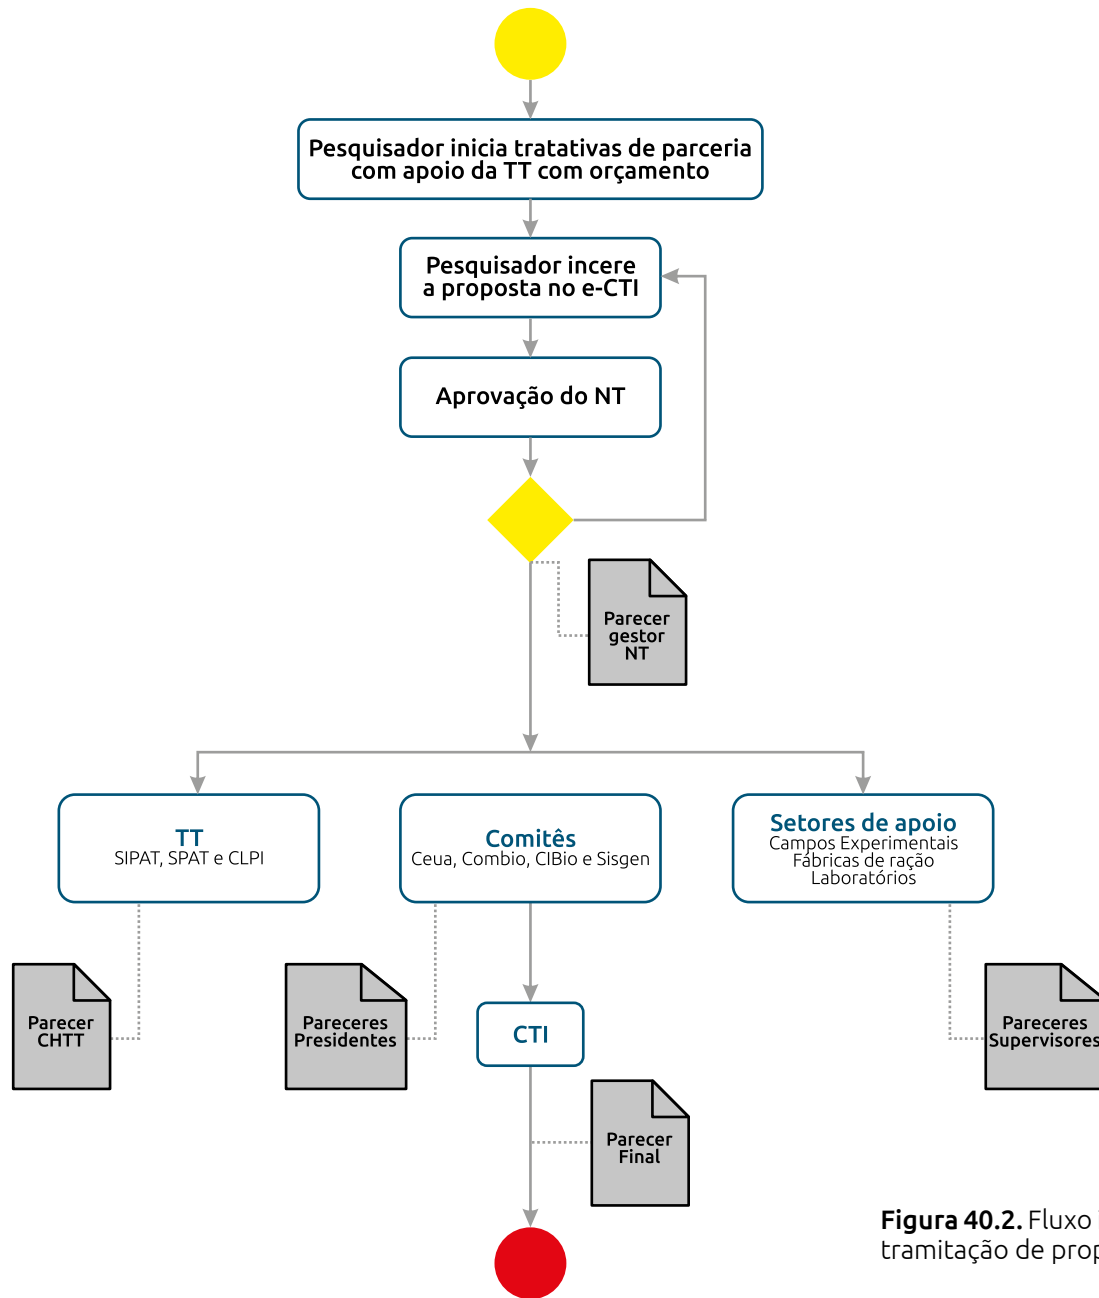 Pesquisador inicia tratativas de parceria
com apoio da TT com orçamento
Pesquisador incere
a proposta no e-CTI
Aprovação do NT
Parecer
gestor
NT
TT
SIPAT, SPAT e CLPI
Comitês
Ceua, Combio, CIBio e Sisgen
Setores de apoio
Campos Experimentais
Fábricas de ração
Laboratórios
Parecer
CHTT
Pareceres
Presidentes
CTI
Pareceres
Supervisores
Parecer
Final
Figura 40.2. Fluxo
tramitação de prop